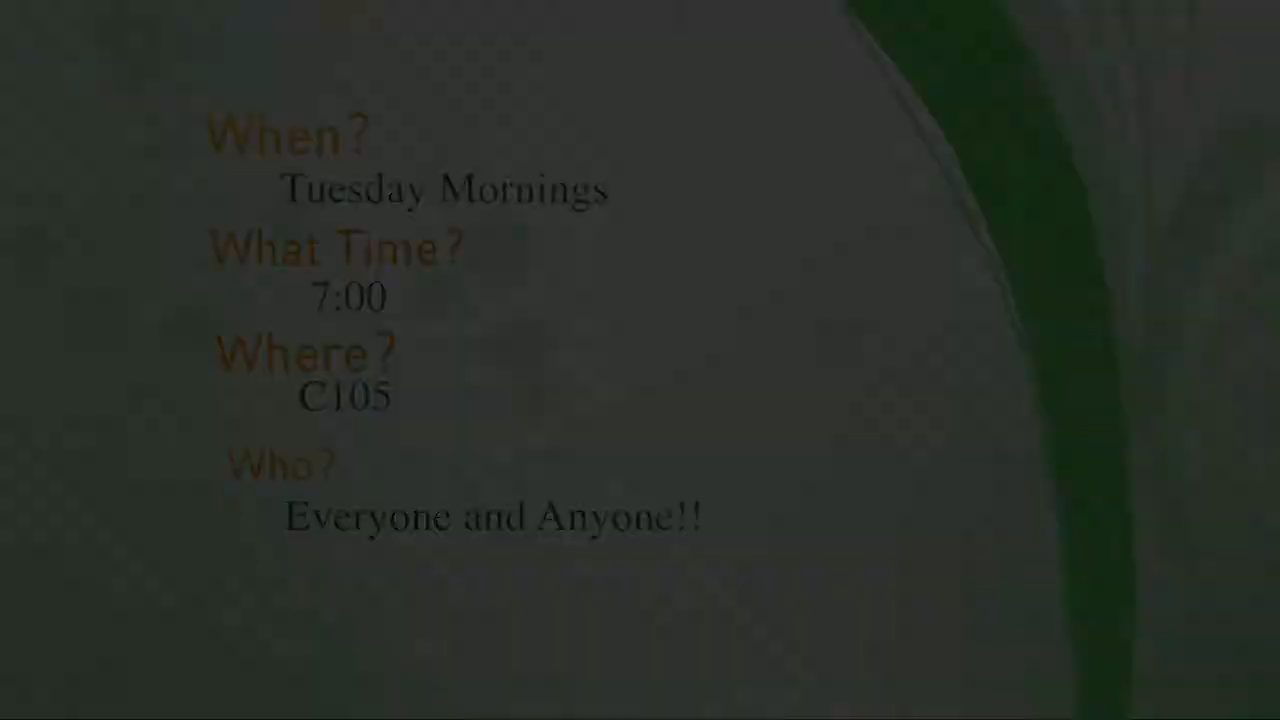 When?
Tuesday Mornings
What Time?
7:00
Where?
C105
Who?
Everyone and Anyone!!